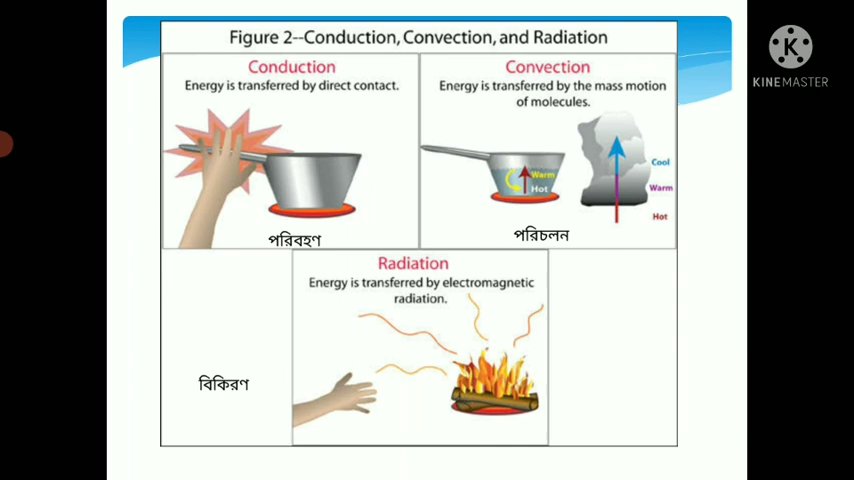 Figure 2--Conduction, Convection, and Radiation
Conduction
Energy is transferred by direct contact.
পরিবহণ
Convection
Energy is transferred by the mass motion
of molecules.
Warm
Hot
Cool
Warm
Hot
পরিচলন
Radiation
Energy is transferred by electromagnetic
radiation.
বিকিরণ
K
KINEMASTER